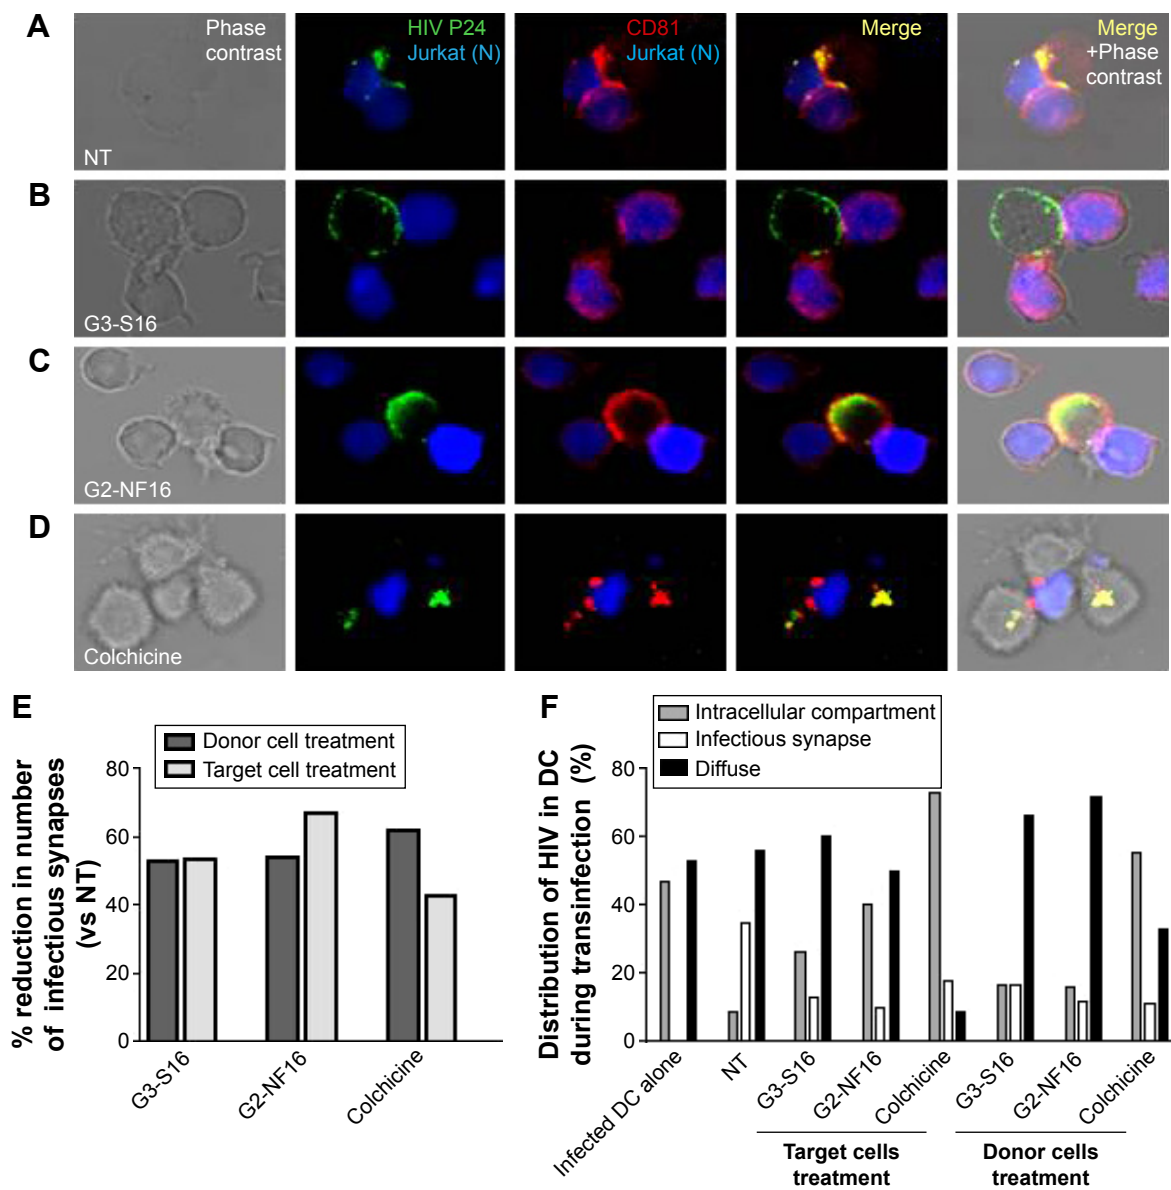 A
Phase
contrast
NT
HIV P24
Jurkat (N)
CD81
Jurkat (N)
Merge
Merge
+Phase
contrast
B
G3-S16
C
G2-NF16
D
Colchicine
E
% reduction in number
of infectious synapses
(vs NT)
Donor cell treatment
Target cell treatment
80
60
40
20
0
G3-S16
G2-NF16
Colchicine
F
Distribution of HIV in DC
during transinfection (%)
Intracellular compartment
Infectious synapse
Diffuse
80
60
40
20
0
Infected DC alone
NT
G3-S16
G2-NF16
Colchicine
G3-S16
G2-NF16
Colchicine
Target cells
treatment
Donor cells
treatment